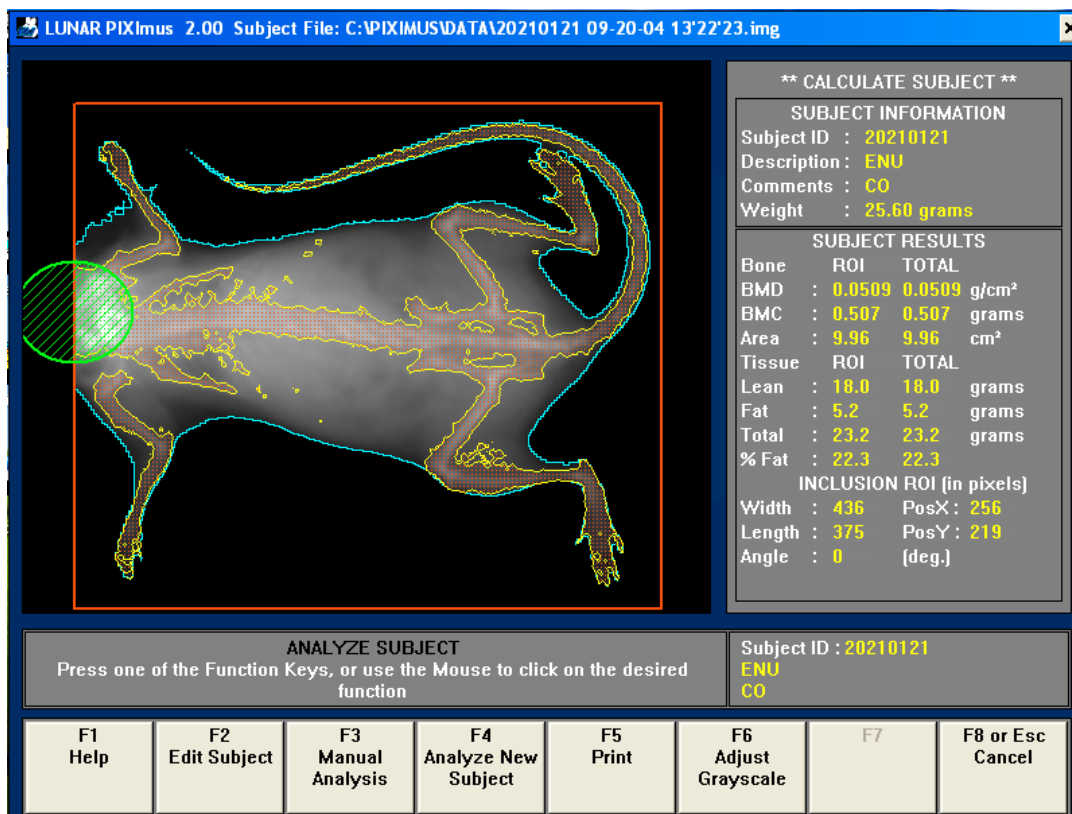 LUNAR PIXImus 2.00 Subject File: C:\PIXIMUS\DATA\20210121 09-20-04 13'22'23.img
** CALCULATE SUBJECT **
SUBJECT INFORMATION
Subject ID : 20210121
Description : ENU
Comments : CO
Weight : 25.60 grams
SUBJECT RESULTS
Bone ROI TOTAL
BMD : 0.0509 0.0509 g/cm²
BMC : 0.507 0.507 grams
Area : 9.96 9.96 cm²
Tissue ROI TOTAL
Lean : 18.0 18.0 grams
Fat : 5.2 5.2 grams
Total : 23.2 23.2 grams
% Fat : 22.3 22.3
INCLUSION ROI (in pixels)
Width : 436 PosX : 256
Length : 375 PosY : 219
Angle : 0 (deg.)
ANALYZE SUBJECT
Press one of the Function Keys, or use the Mouse to click on the desired
function
Subject ID : 20210121
ENU
CO
F1
Help
F2
Edit Subject
F3
Manual
Analysis
F4
Analyze New
Subject
F5
Print
F6
Adjust
Grayscale
F7
F8 or Esc
Cancel